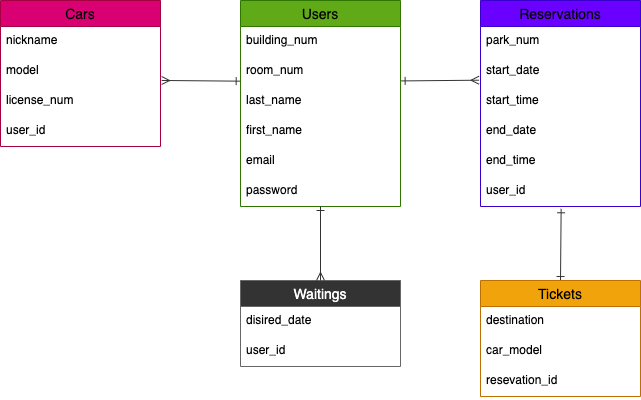 Cars
nickname
model
license_num
user_id
Users
building_num
room_num
last_name
first_name
email
password
Reservations
park_num
start_date
start_time
end_date
end_time
user_id
Waitings
disired_date
user_id
Tickets
destination
car_model
resevation_id